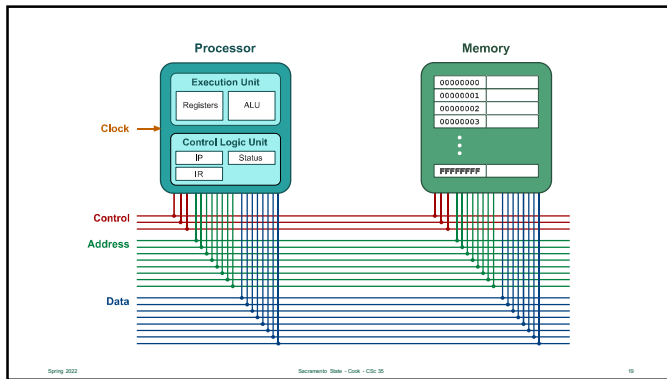 Processor
Memory
Execution Unit
Registers
ALU
Clock
Control Logic Unit
IP
Status
IR
00000000
00000001
00000002
00000003
FFFFFFFF
Control
Address
Data
Spring 2022
Sacramento State - Cook - CSc 35
19